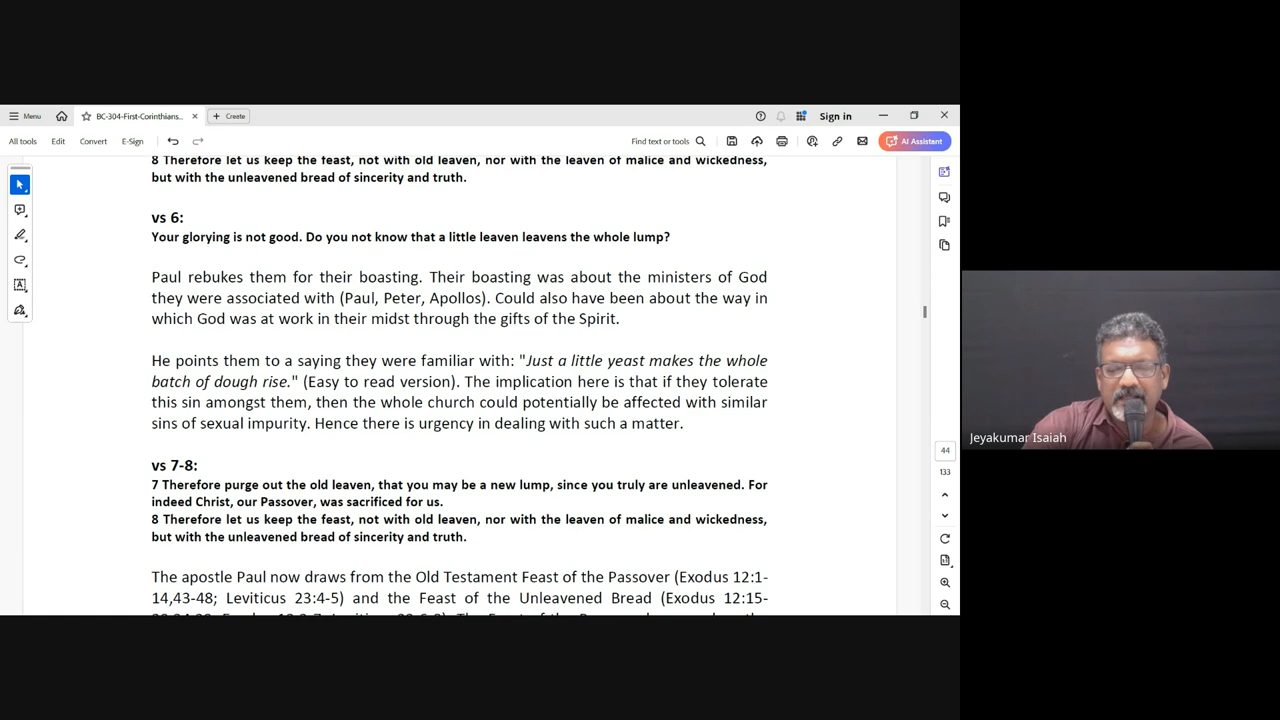 Menu
BC-304-First-Corinthians...
Create
Sign in
All tools
Edit
Convert
E-Sign
Find text or tools
AI Assistant
8 Therefore let us keep the feast, not with old leaven, nor with the leaven of malice and wickedness,
but with the unleavened bread of sincerity and truth.
vs 6:
Your glorying is not good. Do you not know that a little leaven leavens the whole lump?
Paul rebukes them for their boasting. Their boasting was about the ministers of God
they were associated with (Paul, Peter, Apollos). Could also have been about the way in
which God was at work in their midst through the gifts of the Spirit.
He points them to a saying they were familiar with: "Just a little yeast makes the whole
batch of dough rise." (Easy to read version). The implication here is that if they tolerate
this sin amongst them, then the whole church could potentially be affected with similar
sins of sexual impurity. Hence there is urgency in dealing with such a matter.
vs 7-8:
7 Therefore purge out the old leaven, that you may be a new lump, since you truly are unleavened. For
indeed Christ, our Passover, was sacrificed for us.
8 Therefore let us keep the feast, not with old leaven, nor with the leaven of malice and wickedness,
but with the unleavened bread of sincerity and truth.
The apostle Paul now draws from the Old Testament Feast of the Passover (Exodus 12:1-
14,43-48; Leviticus 23:4-5) and the Feast of the Unleavened Bread (Exodus 12:15-
44
133
Jeyakumar Isaiah